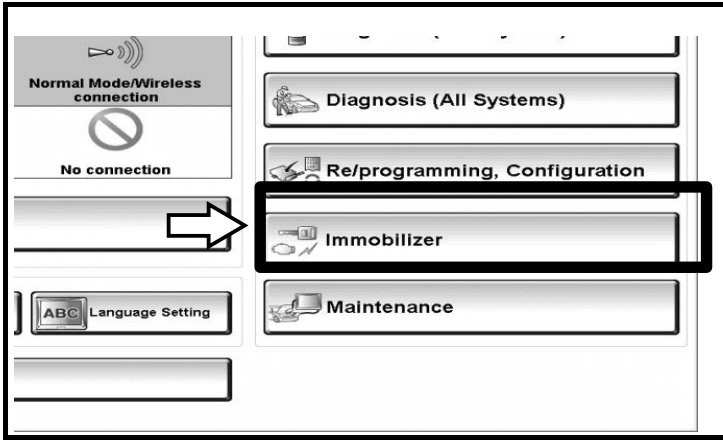 Normal Mode/Wireless
connection
No connection
Diagnosis (All Systems)
Re/programming, Configuration
Immobilizer
Maintenance
ABC Language Setting